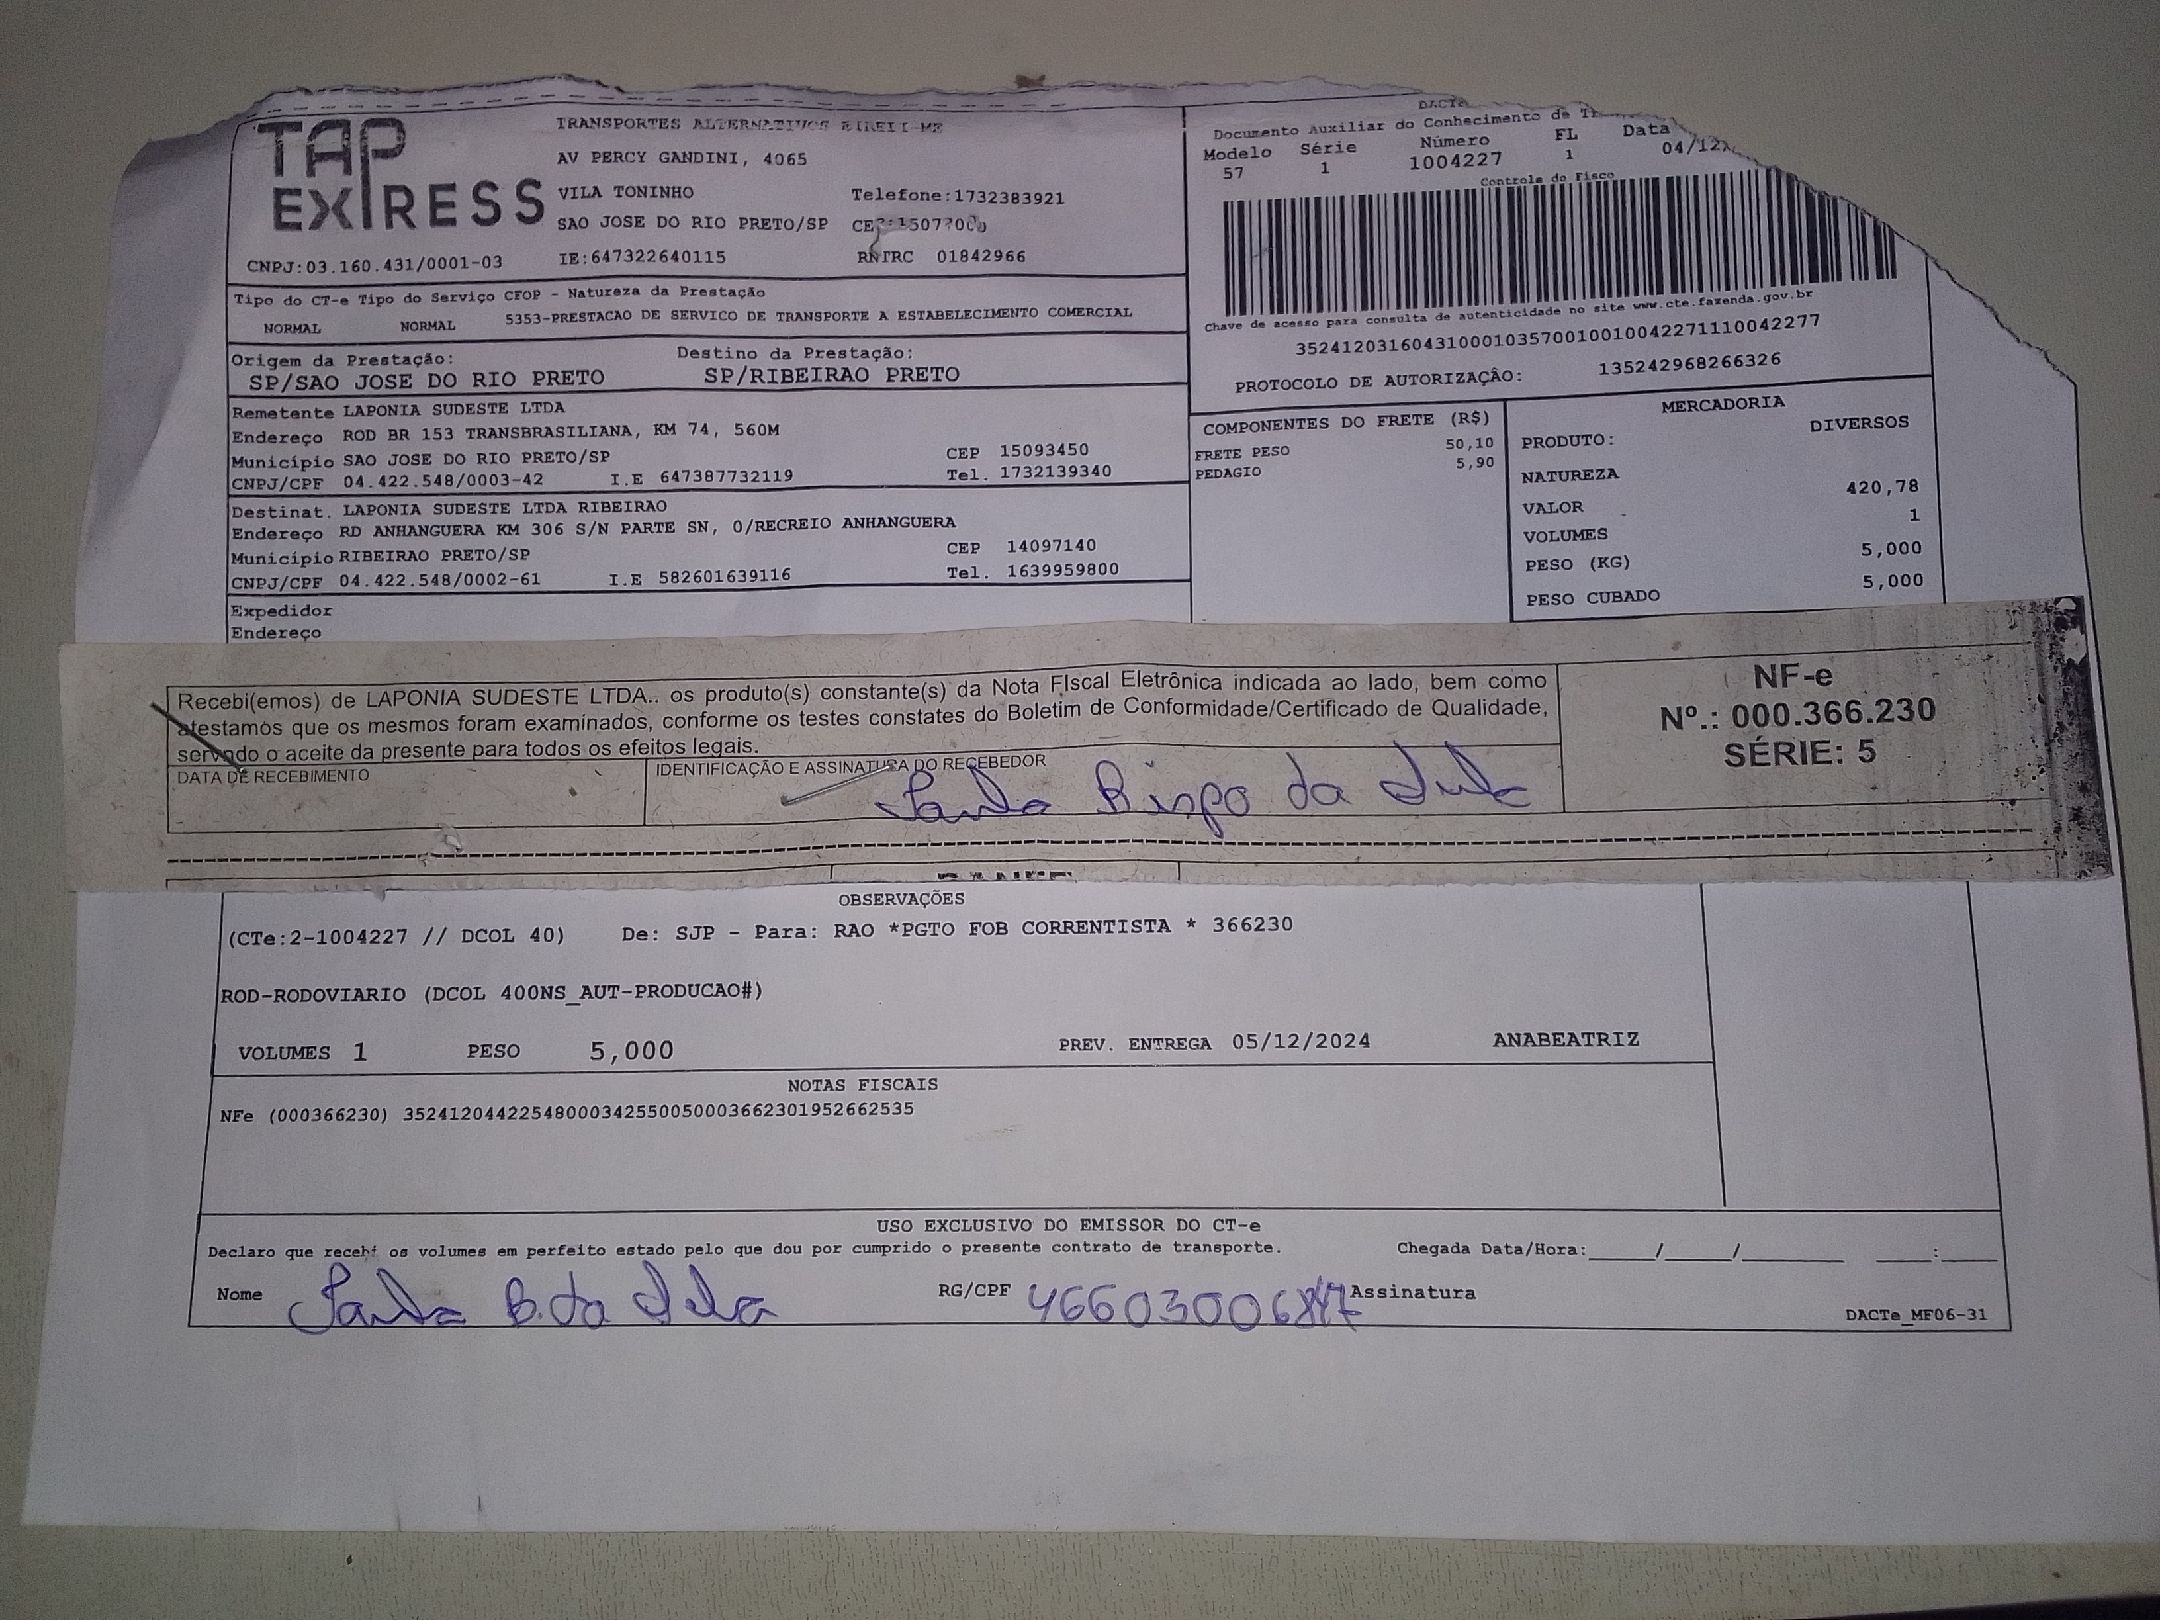 TAP EXPRESS
TRANSPORTES ALTERNATIVOS EIRELI-ME
AV PERCY GANDINI, 4065
VILA TONINHO Telefone:1732383921
SAO JOSE DO RIO PRETO/SP
CNPJ:03.160.431/0001-03 IE:647322640115 RNTRC 01842966
Tipo do CT-e Tipo do Serviço CFOP - Natureza da Prestação
NORMAL NORMAL 5353-PRESTACAO DE SERVICO DE TRANSPORTE A ESTABELECIMENTO COMERCIAL
Origem da Prestação: Destino da Prestação:
SP/SAO JOSE DO RIO PRETO SP/RIBEIRAO PRETO
Remetente LAPONIA SUDESTE LTDA
Endereço ROD BR 153 TRANSBRASILIANA, KM 74, 560M
Município SAO JOSE DO RIO PRETO/SP CEP 15093450
CNPJ/CPF 04.422.548/0003-42 I.E 647387732119 Tel. 1732139340
Destinat. LAPONIA SUDESTE LTDA RIBEIRAO
Endereço RD ANHANGUERA KM 306 S/N PARTE SN, 0/RECREIO ANHANGUERA
Município RIBEIRAO PRETO/SP CEP 14097140
CNPJ/CPF 04.422.548/0002-61 I.E 582601639116 Tel. 1639959800
Expedidor
Endereço
DACTe
Documento Auxiliar do Conhecimento de
Modelo Série Número FL Data
57 1 1004227 1 04/12
Controle do Fisco
Chave de acesso para consulta de autenticidade no site www.cte.fazenda.gov.br
35241203160431000103570010010042271110042277
PROTOCOLO DE AUTORIZAÇÃO: 135242968266326
COMPONENTES DO FRETE (R$)
FRETE PESO 50,10
PEDAGIO 5,90
MERCADORIA
PRODUTO: DIVERSOS
NATUREZA
VALOR 420,78
VOLUMES 1
PESO (KG) 5,000
PESO CUBADO 5,000
Recebi(emos) de LAPONIA SUDESTE LTDA.. os produto(s) constante(s) da Nota FIscal Eletrônica indicada ao lado, bem como
atestamos que os mesmos foram examinados, conforme os testes constates do Boletim de Conformidade/Certificado de Qualidade,
servndo o aceite da presente para todos os efeitos legais.
DATA DE RECEBIMENTO IDENTIFICAÇÃO E ASSINATURA DO RECEBEDOR
Bispo da
NF-e
Nº.: 000.366.230
SÉRIE: 5
OBSERVAÇÕES
(CTe:2-1004227 // DCOL 40) De: SJP - Para: RAO *PGTO FOB CORRENTISTA * 366230
ROD-RODOVIARIO (DCOL 400NS_AUT-PRODUCAO#)
VOLUMES 1 PESO 5,000 PREV. ENTREGA 05/12/2024 ANABEATRIZ
NOTAS FISCAIS
NFe (000366230) 35241204422548000342550050003662301952662535
USO EXCLUSIVO DO EMISSOR DO CT-e
Declaro que recebi os volumes em perfeito estado pelo que dou por cumprido o presente contrato de transporte. Chegada Data/Hora:____/____/______ ____:____
Nome B. da RG/CPF Assinatura
DACTe_MF06-31